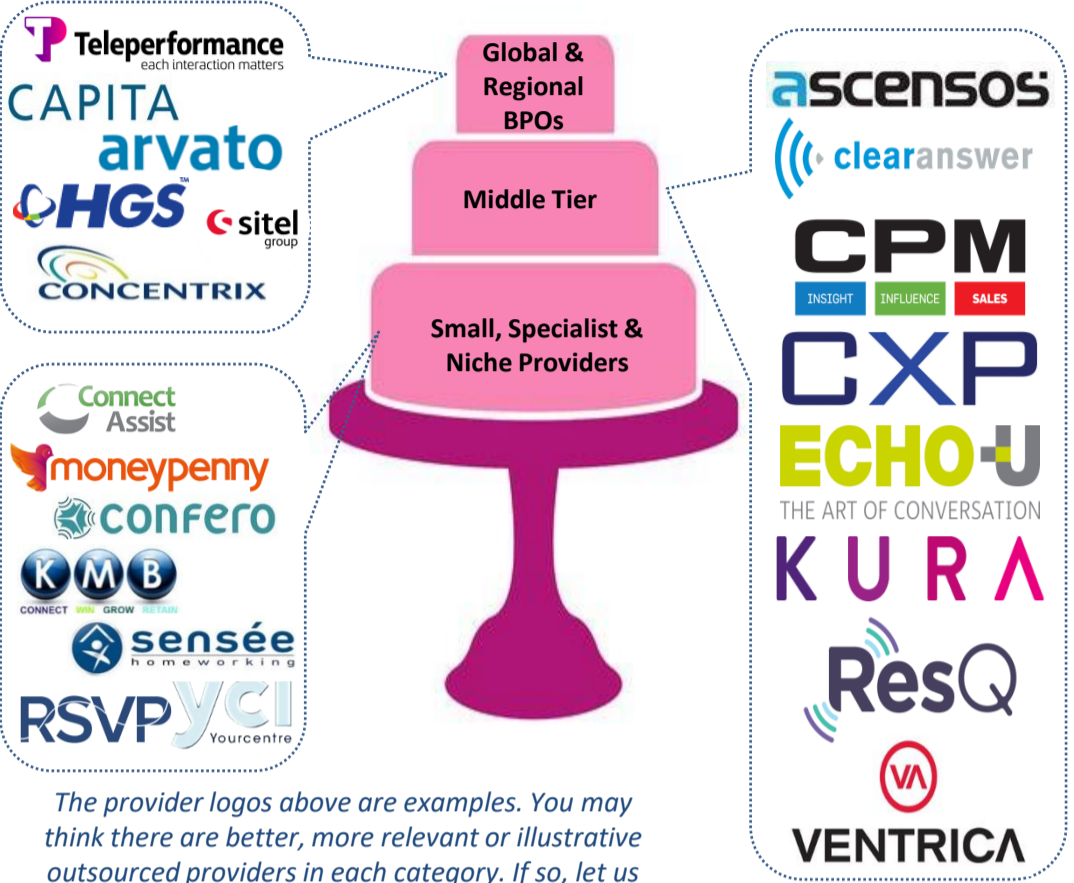 Teleperformance
each interaction matters
CAPITA
arvato
HGS™
sitel
group
CONCENTRIX
Global &
Regional
BPOs
Middle Tier
Small, Specialist &
Niche Providers
Connect
Assist
moneypenny
confero
KMB
CONNECT WIN GROW RETAIN
sensée
homeworking
RSVP
yci
Yourcentre
ascensos
clearanswer
CPM
INSIGHT INFLUENCE SALES
CXP
ECHO-U
THE ART OF CONVERSATION
KURA
ResQ
VA
VENTRICA
The provider logos above are examples. You may
think there are better, more relevant or illustrative
outsourced providers in each category. If so, let us